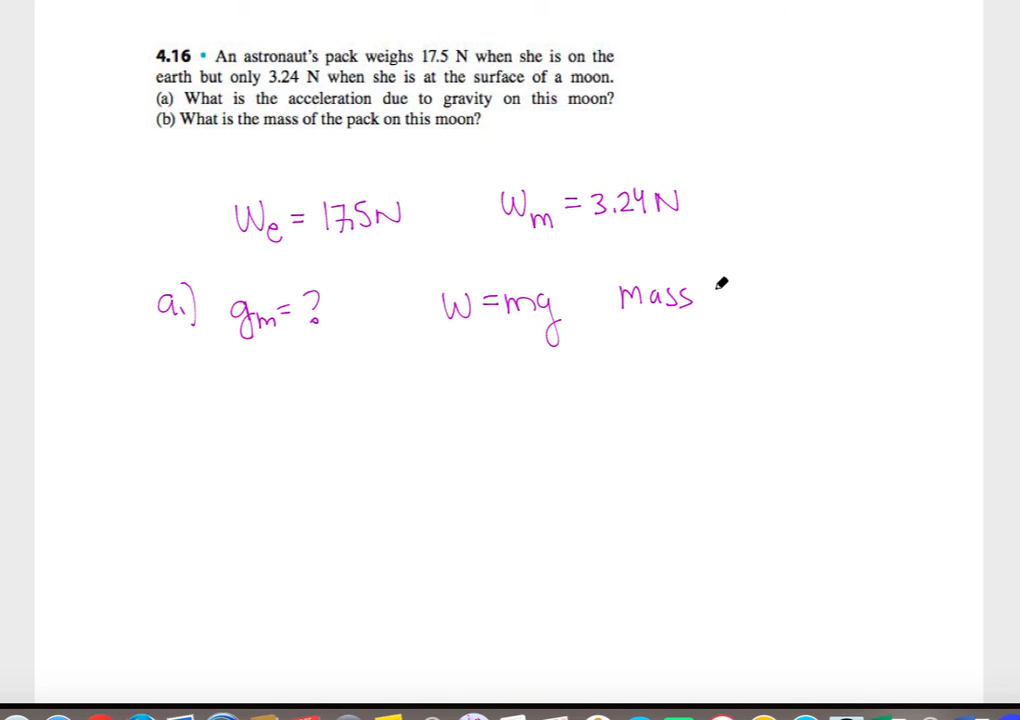 4.16 • An astronaut's pack weighs 17.5 N when she is on the
earth but only 3.24 N when she is at the surface of a moon.
(a) What is the acceleration due to gravity on this moon?
(b) What is the mass of the pack on this moon?
We = 17.5N Wm = 3.24N
a.) gm = ? W = mg mass